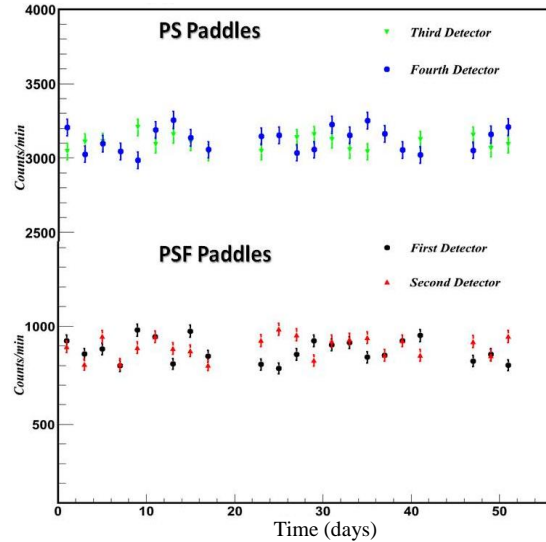 4000
PS Paddles
Third Detector
Fourth Detector
3500
3000
Counts/min
2500
PSF Paddles
First Detector
Second Detector
1000
Counts/min
500
0 10 20 30 40 50
Time (days)